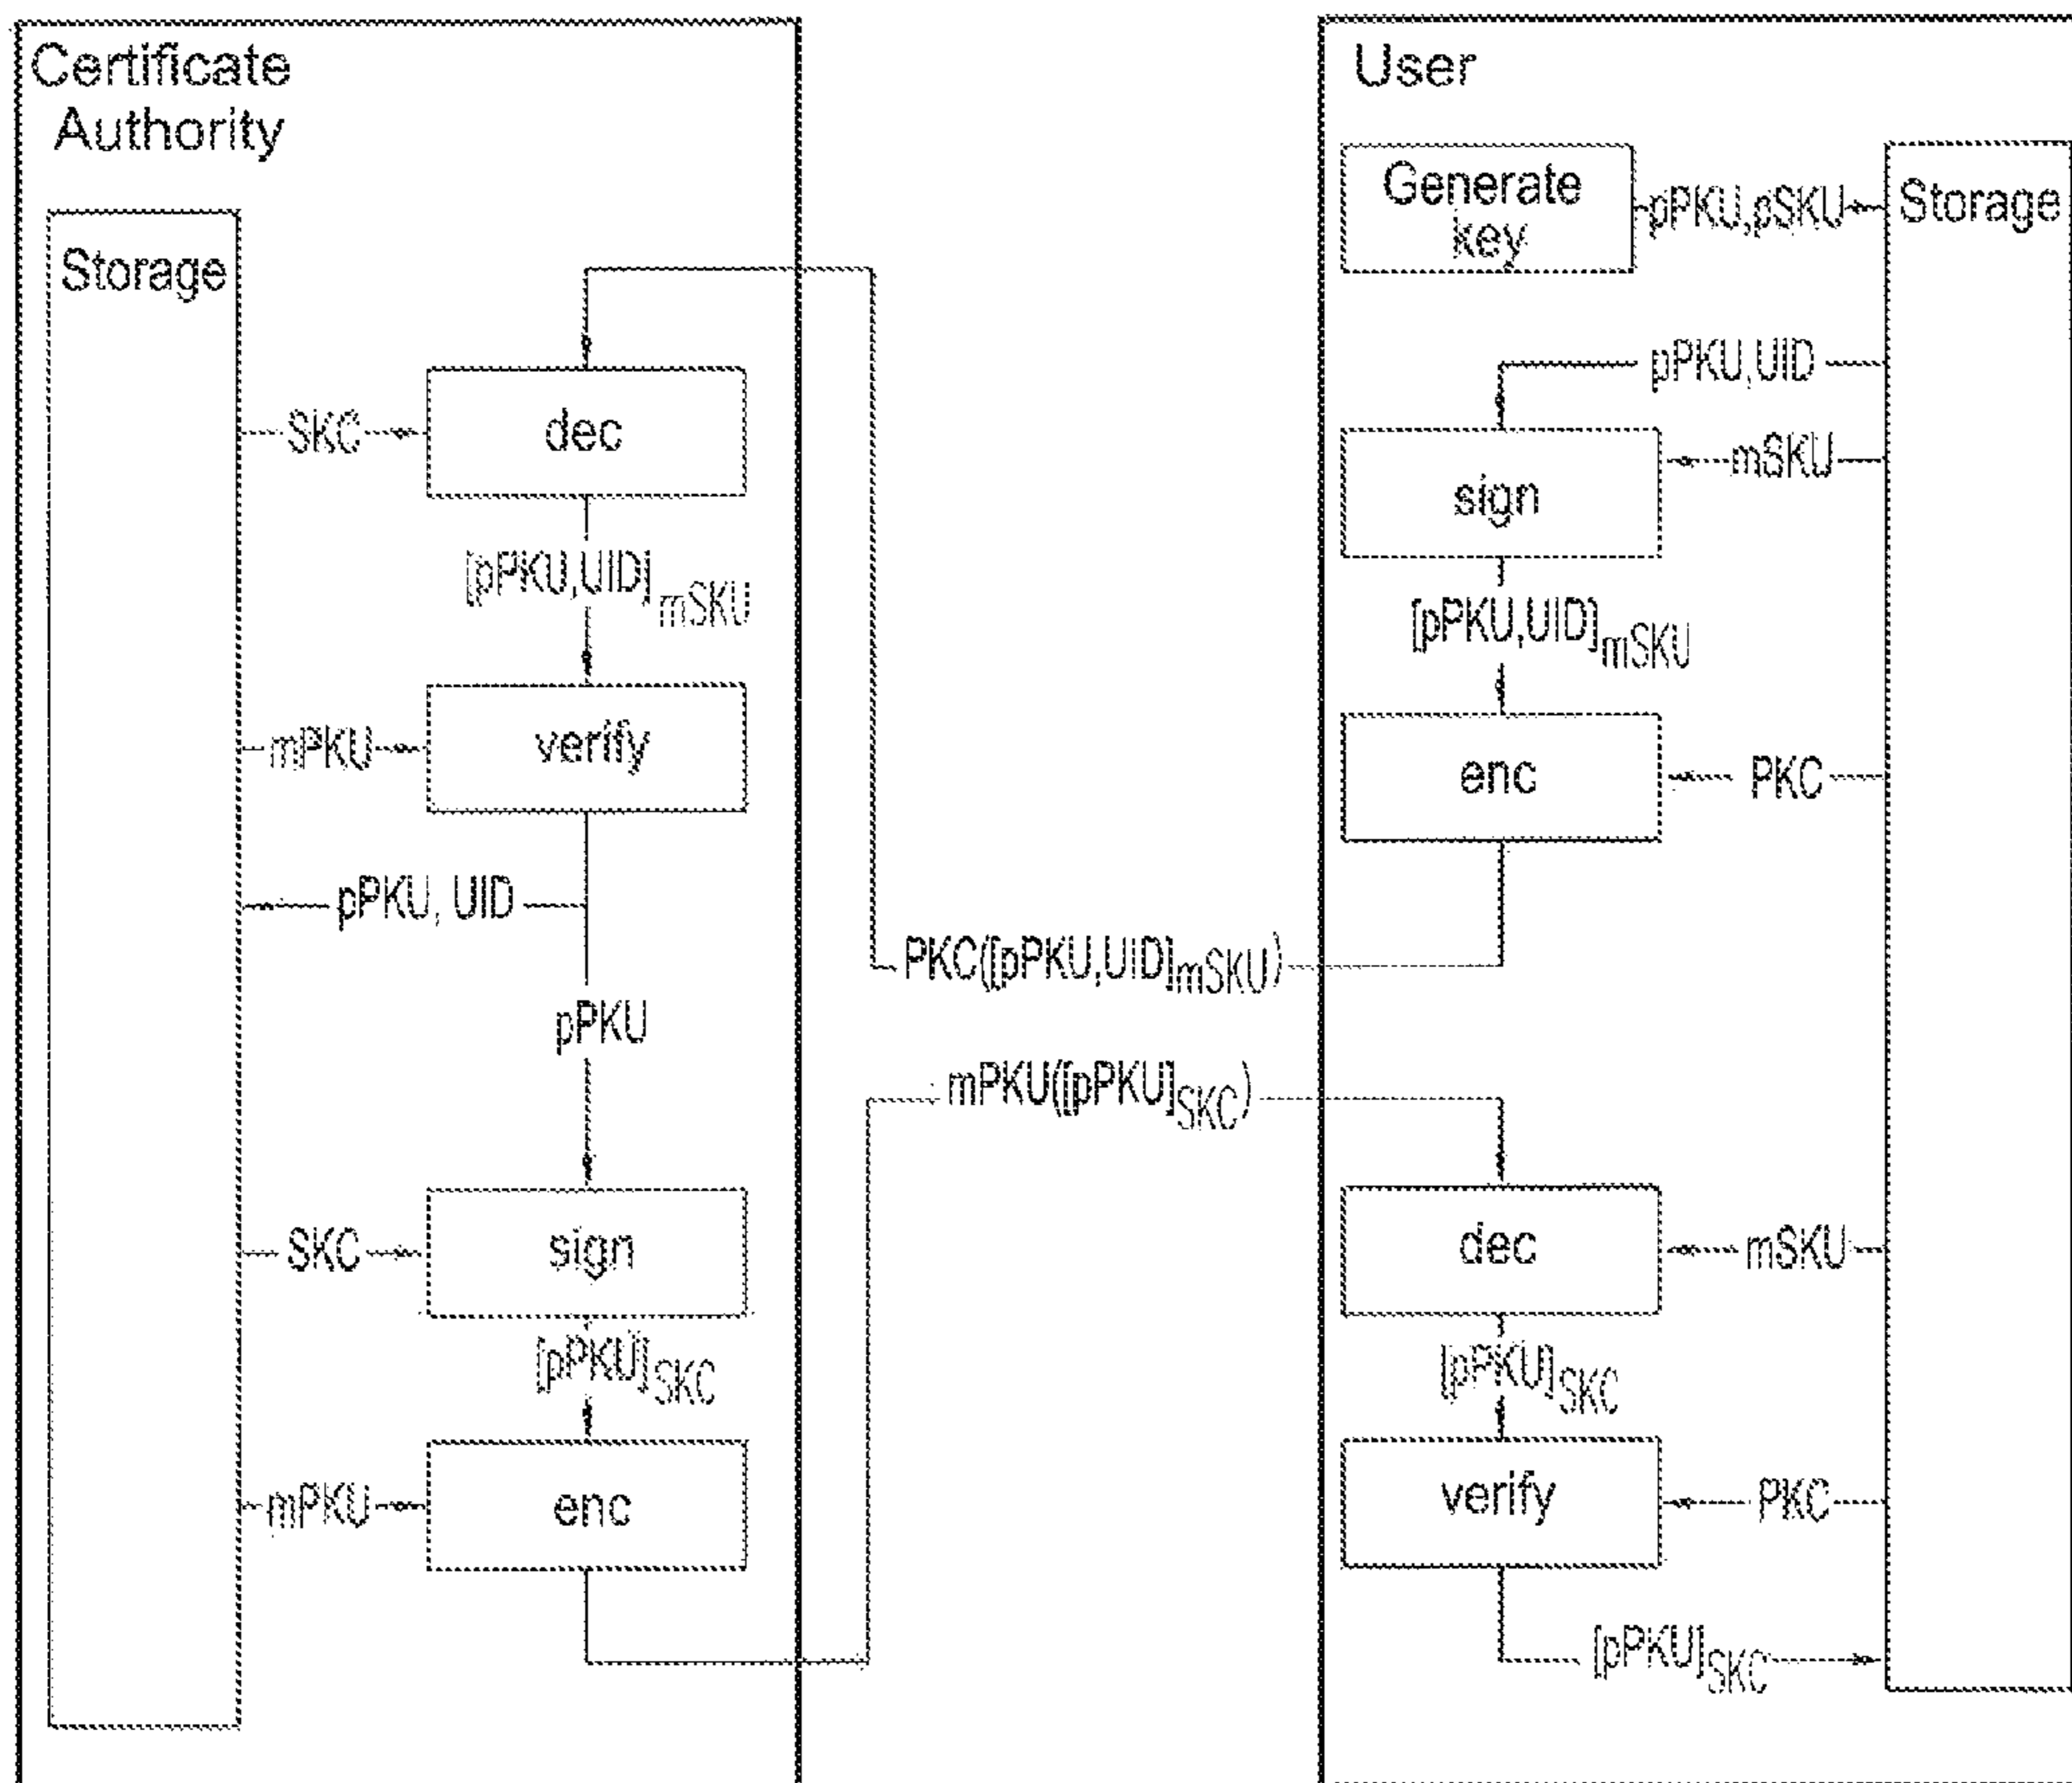 Certificate
Authority
Storage
SKC
dec
[pPKU,UID]mSKU
mPKU
verify
pPKU, UID
pPKU
SKC
sign
[pPKU]SKC
mPKU
enc
PKC([pPKU,UID]mSKU)
mPKU([pPKU]SKC)
User
Generate
key
pPKU,pSKU
Storage
pPKU,UID
mSKU
sign
[pPKU,UID]mSKU
enc
PKC
dec
mSKU
[pPKU]SKC
verify
PKC
[pPKU]SKC